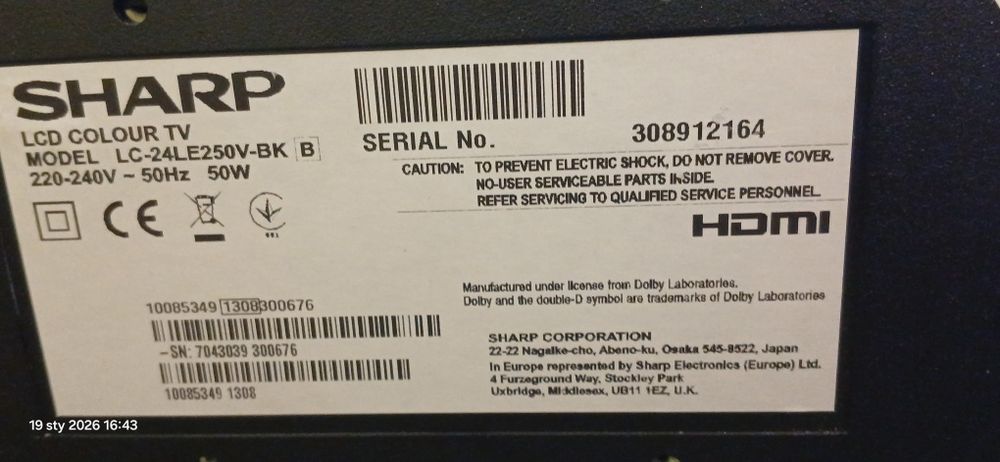 SHARP
LCD COLOUR TV
MODEL LC-24LE250V-BK B
220-240V ~ 50Hz 50W
CE
SERIAL No. 308912164
CAUTION: TO PREVENT ELECTRIC SHOCK, DO NOT REMOVE COVER.
NO-USER SERVICEABLE PARTS INSIDE.
REFER SERVICING TO QUALIFIED SERVICE PERSONNEL.
HDMI
10085349 1308300676
-SN: 7043039 300676
10085349 1308
Manufactured under license from Dolby Laboratories.
Dolby and the double-D symbol are trademarks of Dolby Laboratories
SHARP CORPORATION
22-22 Nagaike-cho, Abeno-ku, Osaka 545-8522, Japan
In Europe represented by Sharp Electronics (Europe) Ltd.
4 Furzeground Way, Stockley Park
Uxbridge, Middlesex, UB11 1EZ, U.K.
19 sty 2026 16:43